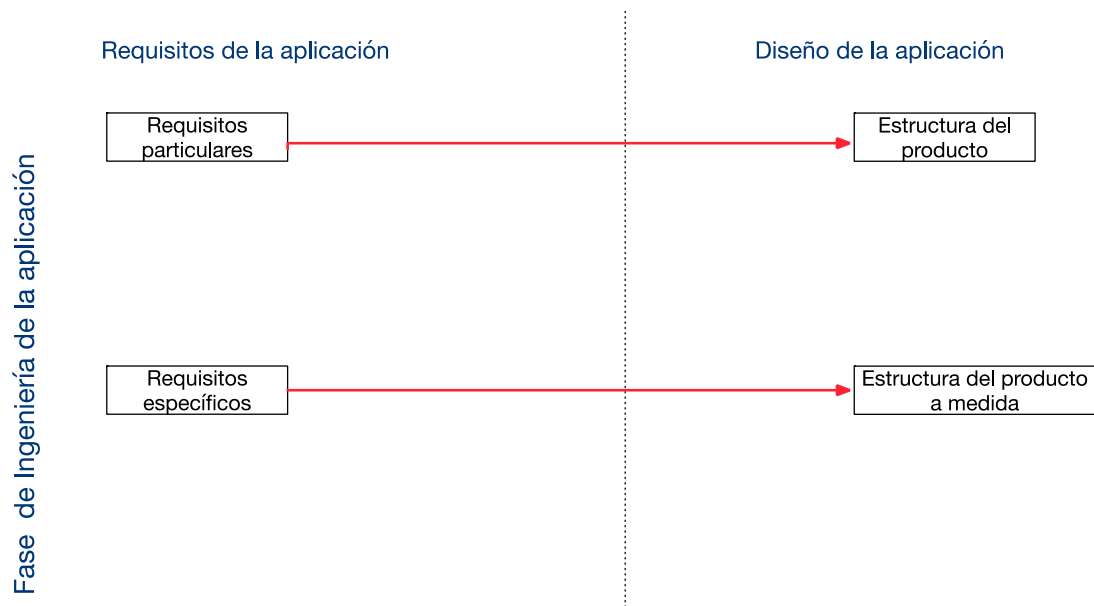 Requisitos de la aplicación
Diseño de la aplicación
Requisitos
particulares
Estructura del
producto
Fase de Ingeniería de la aplicación
Requisitos
específicos
Estructura del producto
a medida